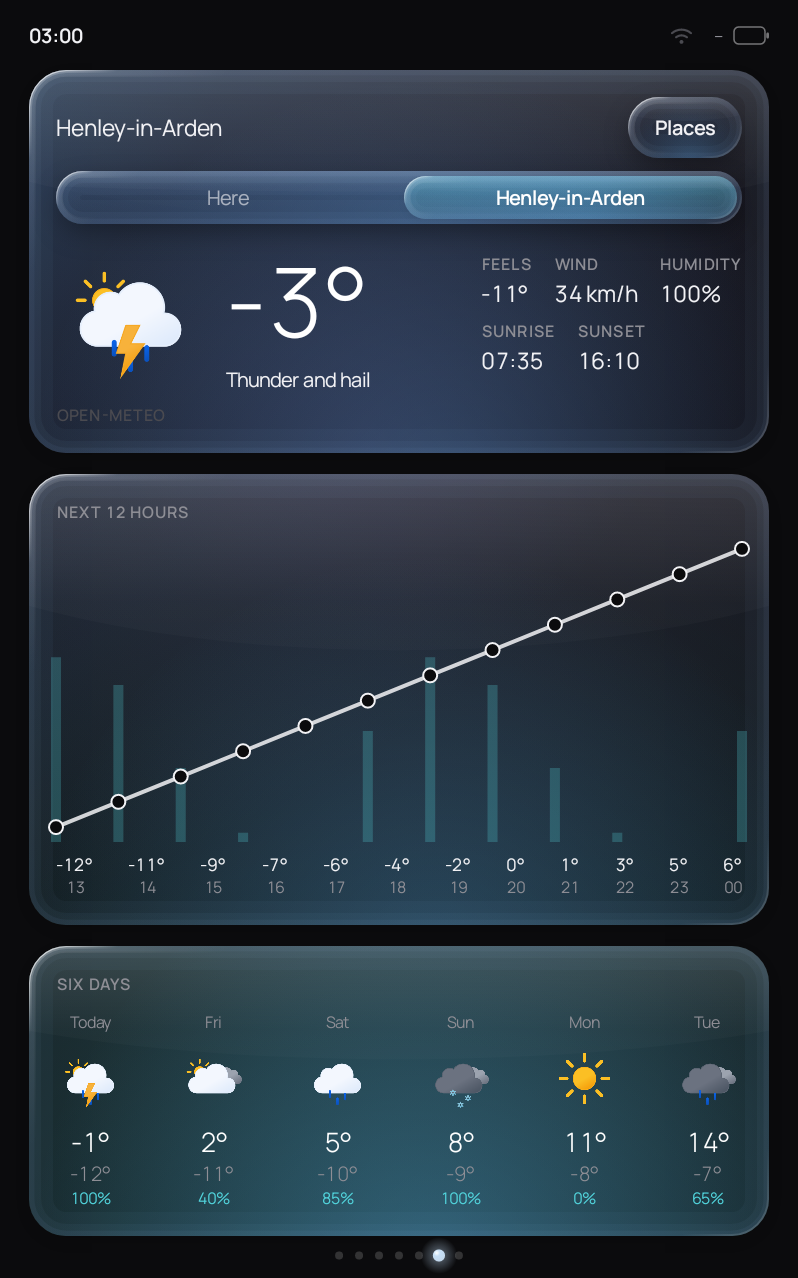 03:00
–
Henley-in-Arden
Places
Here
Henley-in-Arden
-3°
Thunder and hail
FEELS WIND HUMIDITY
-11° 34 km/h 100%
SUNRISE SUNSET
07:35 16:10
OPEN-METEO
NEXT 12 HOURS
-12° -11° -9° -7° -6° -4° -2° 0° 1° 3° 5° 6°
13 14 15 16 17 18 19 20 21 22 23 00
SIX DAYS
Today Fri Sat Sun Mon Tue
-1° 2° 5° 8° 11° 14°
-12° -11° -10° -9° -8° -7°
100% 40% 85% 100% 0% 65%